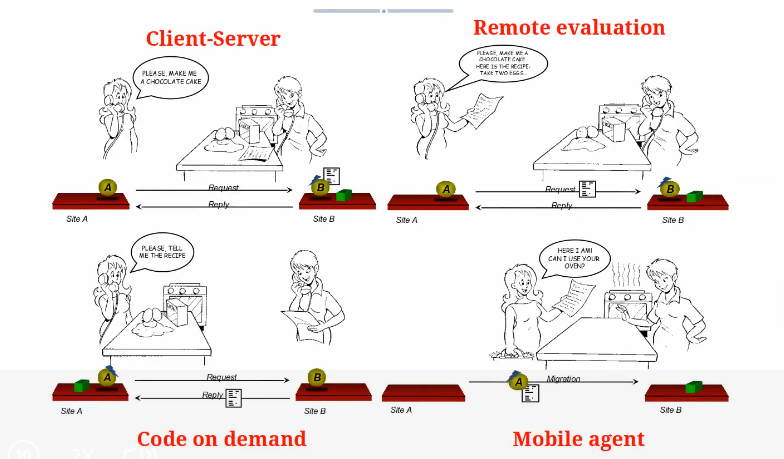 Client-Server
Remote evaluation
PLEASE, MAKE ME
A CHOCOLATE CAKE
PLEASE, MAKE ME A
CHOCOLATE CAKE
HERE IS THE RECIPE:
TAKE TWO EGGS...
A
Request
B
Reply
Site A
Site B
A
Request
B
Reply
Site A
Site B
PLEASE, TELL
ME THE RECIPE
HERE I AM!
CAN I USE YOUR
OVEN?
A
Request
B
Reply
Site A
Site B
A
Migration
Site A
Site B
Code on demand
Mobile agent
10
2X